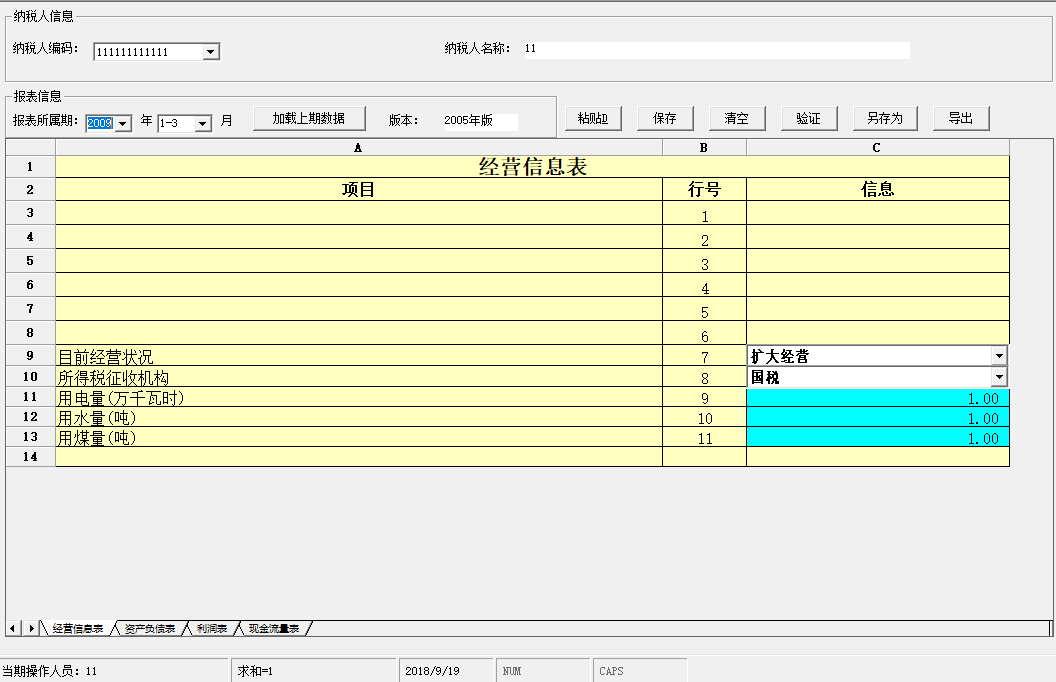 纳税人信息
纳税人编码： 111111111111 纳税人名称： 11
报表信息
报表所属期： 2009 年 1-3 月 加载上期数据 版本： 2005年版 粘贴D 保存 清空 验证 另存为 导出
A B C
1 经营信息表
2 项目 行号 信息
3 1
4 2
5 3
6 4
7 5
8 6
9 目前经营状况 7 扩大经营
10 所得税征收机构 8 国税
11 用电量(万千瓦时) 9 1.00
12 用水量(吨) 10 1.00
13 用煤量(吨) 11 1.00
14
经营信息表 资产负债表 利润表 现金流量表
当期操作人员：11 求和=1 2018/9/19 NUM CAPS